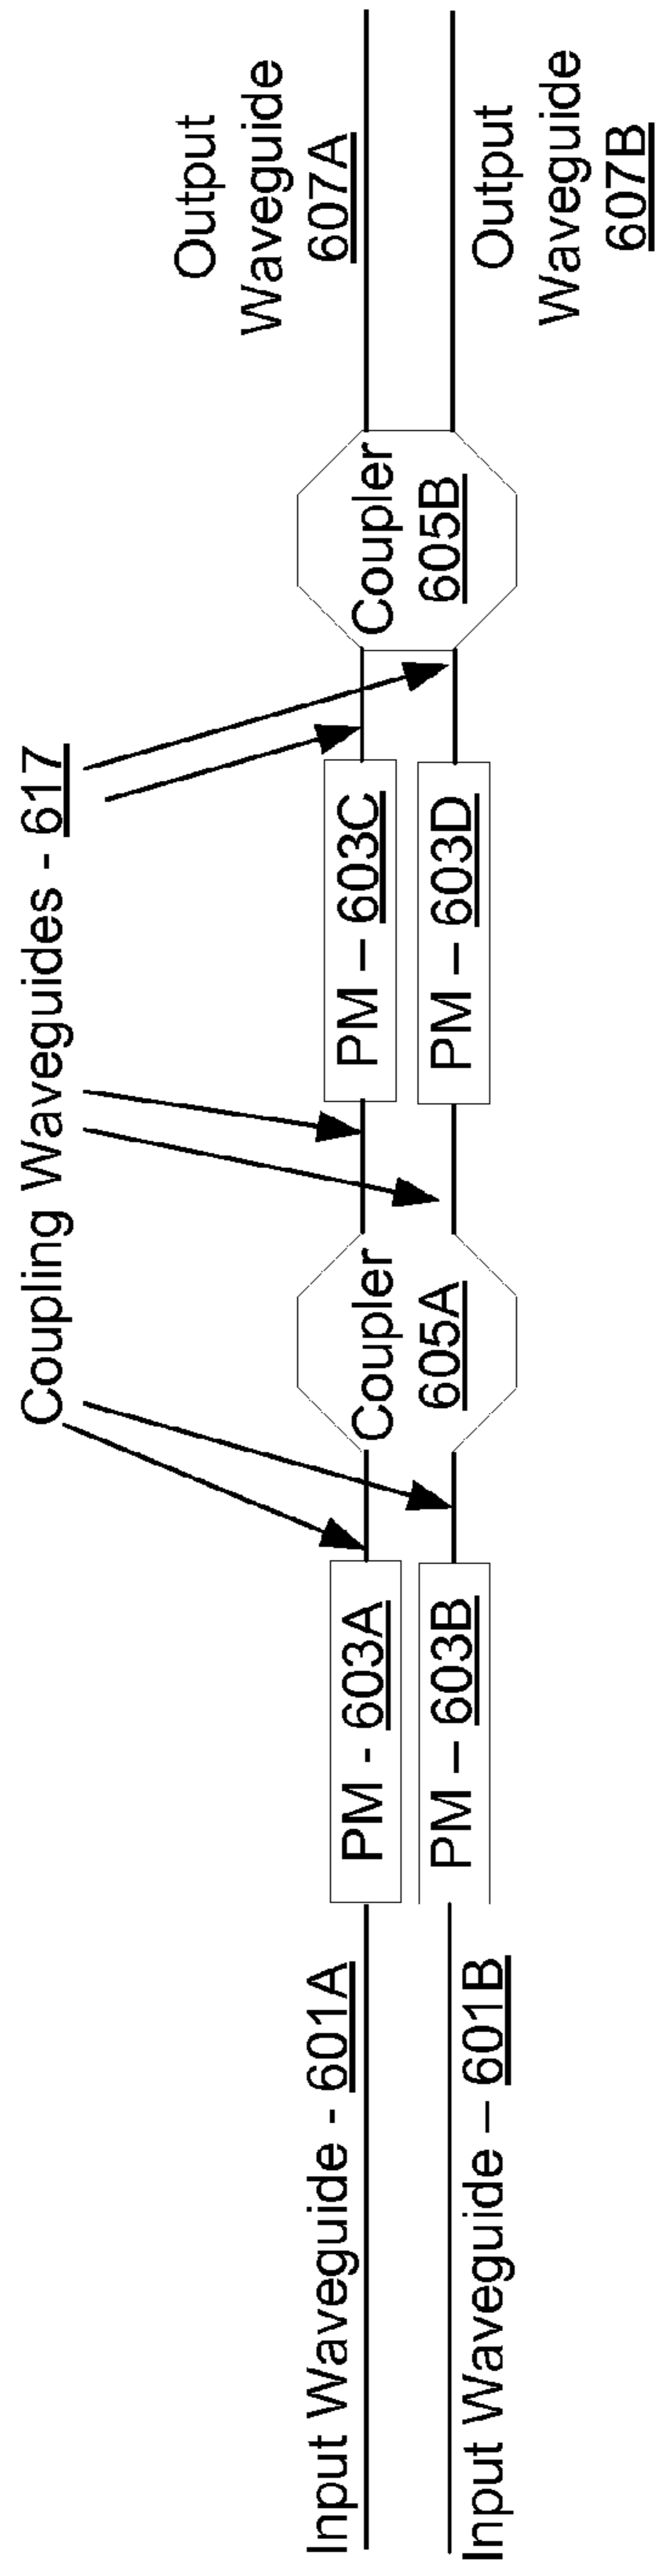 Coupling Waveguides - 617
Input Waveguide - 601A
PM - 603A
Coupler
605A
PM – 603C
Coupler
605B
Output
Waveguide
607A
Input Waveguide – 601B
PM – 603B
PM – 603D
Output
Waveguide
607B